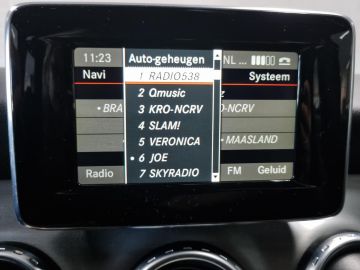 11:23 Auto-geheugen NL ...
Navi 1 RADIO538 Systeem
2 Qmusic
• BRA 3 KRO-NCRV -NCRV
4 SLAM!
5 VERONICA • MAASLAND
• 6 JOE
Radio 7 SKYRADIO FM Geluid